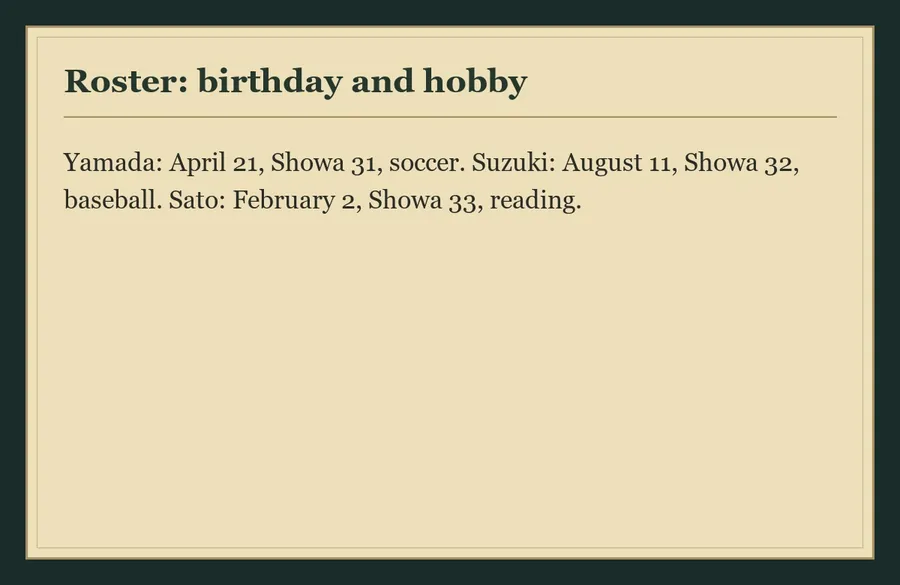 Roster: birthday and hobby
Yamada: April 21, Showa 31, soccer. Suzuki: August 11, Showa 32,
baseball. Sato: February 2, Showa 33, reading.